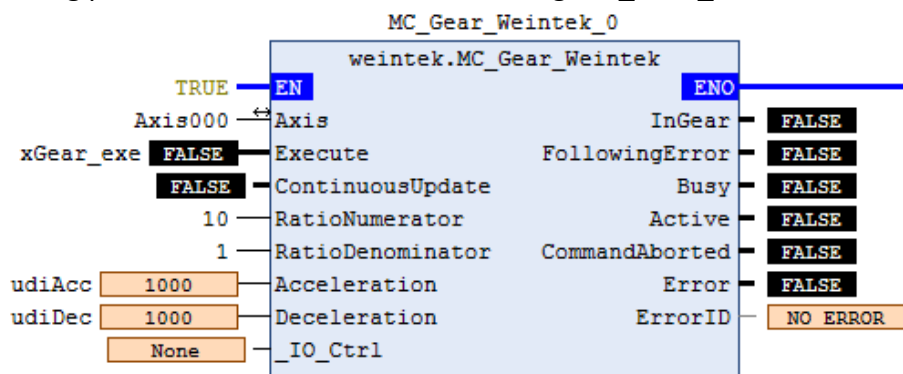 MC_Gear_Weintek_0
weintek.MC_Gear_Weintek
TRUE EN ENO
Axis000 Axis InGear FALSE
xGear_exe FALSE Execute FollowingError FALSE
FALSE ContinuousUpdate Busy FALSE
10 RatioNumerator Active FALSE
1 RatioDenominator CommandAborted FALSE
udiAcc 1000 Acceleration Error FALSE
udiDec 1000 Deceleration ErrorID NO ERROR
None _IO_Ctrl